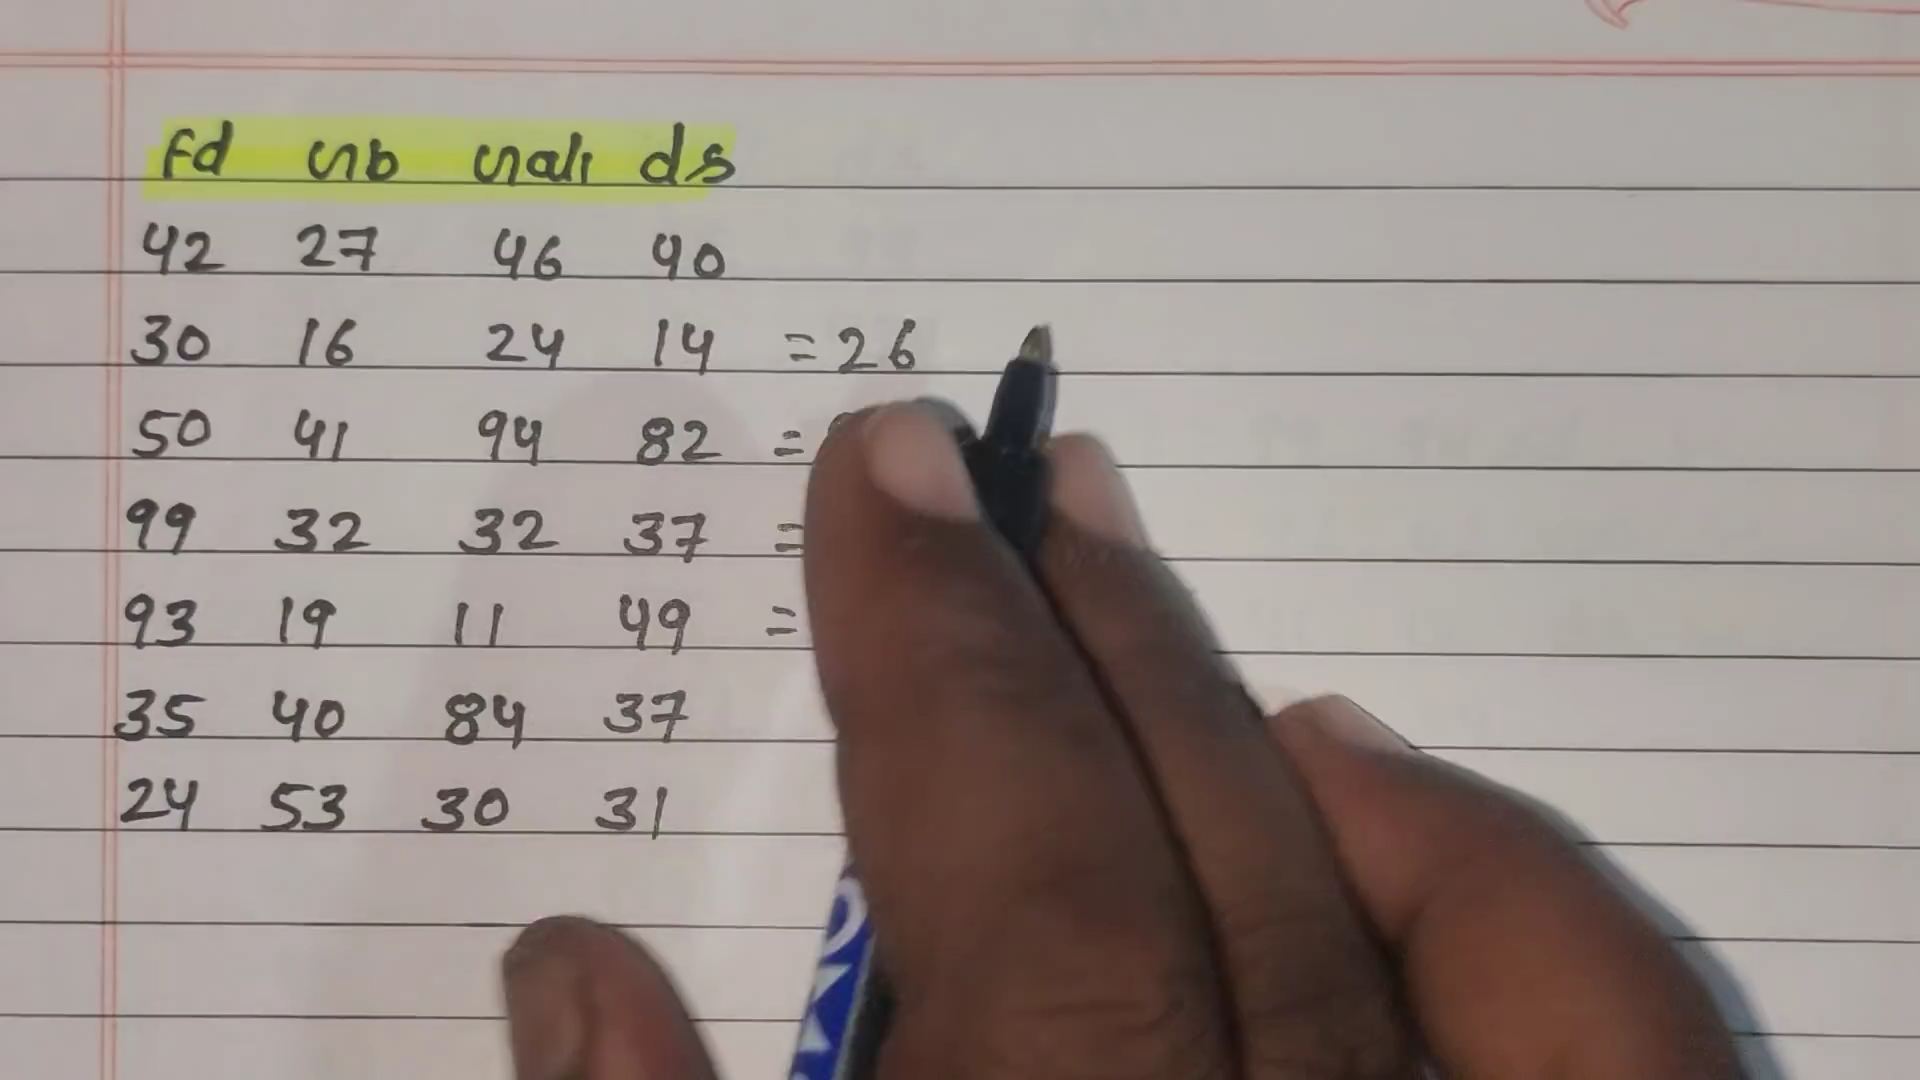 Fd GB Gali ds
42 27 46 90
30 16 24 14 = 26
50 41 94 82 =
99 32 32 37 =
93 19 11 49 =
35 40 84 37
24 53 30 31